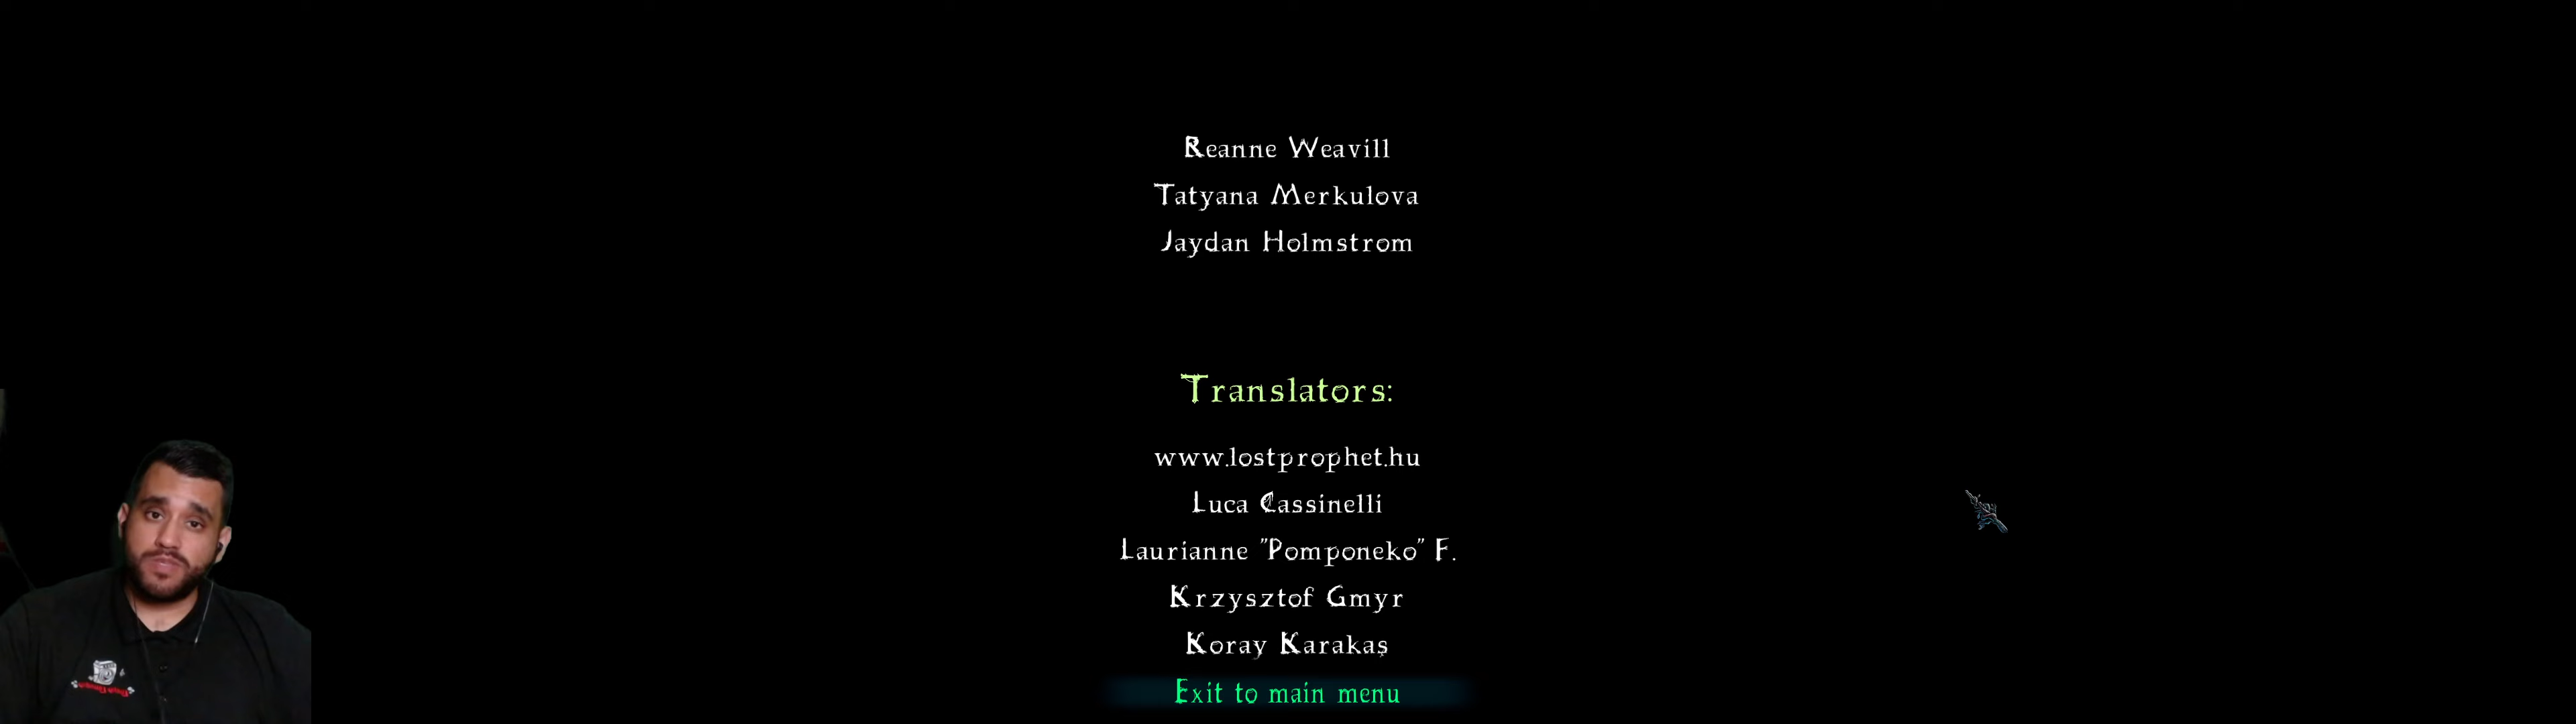 Reanne Weavill
Tatyana Merkulova
Jaydan Holmstrom
Translators:
www.lostprophet.hu
Luca Cassinelli
Laurianne "Pomponeko" F.
Krzysztof Gmyr
Koray Karakaş
Exit to main menu